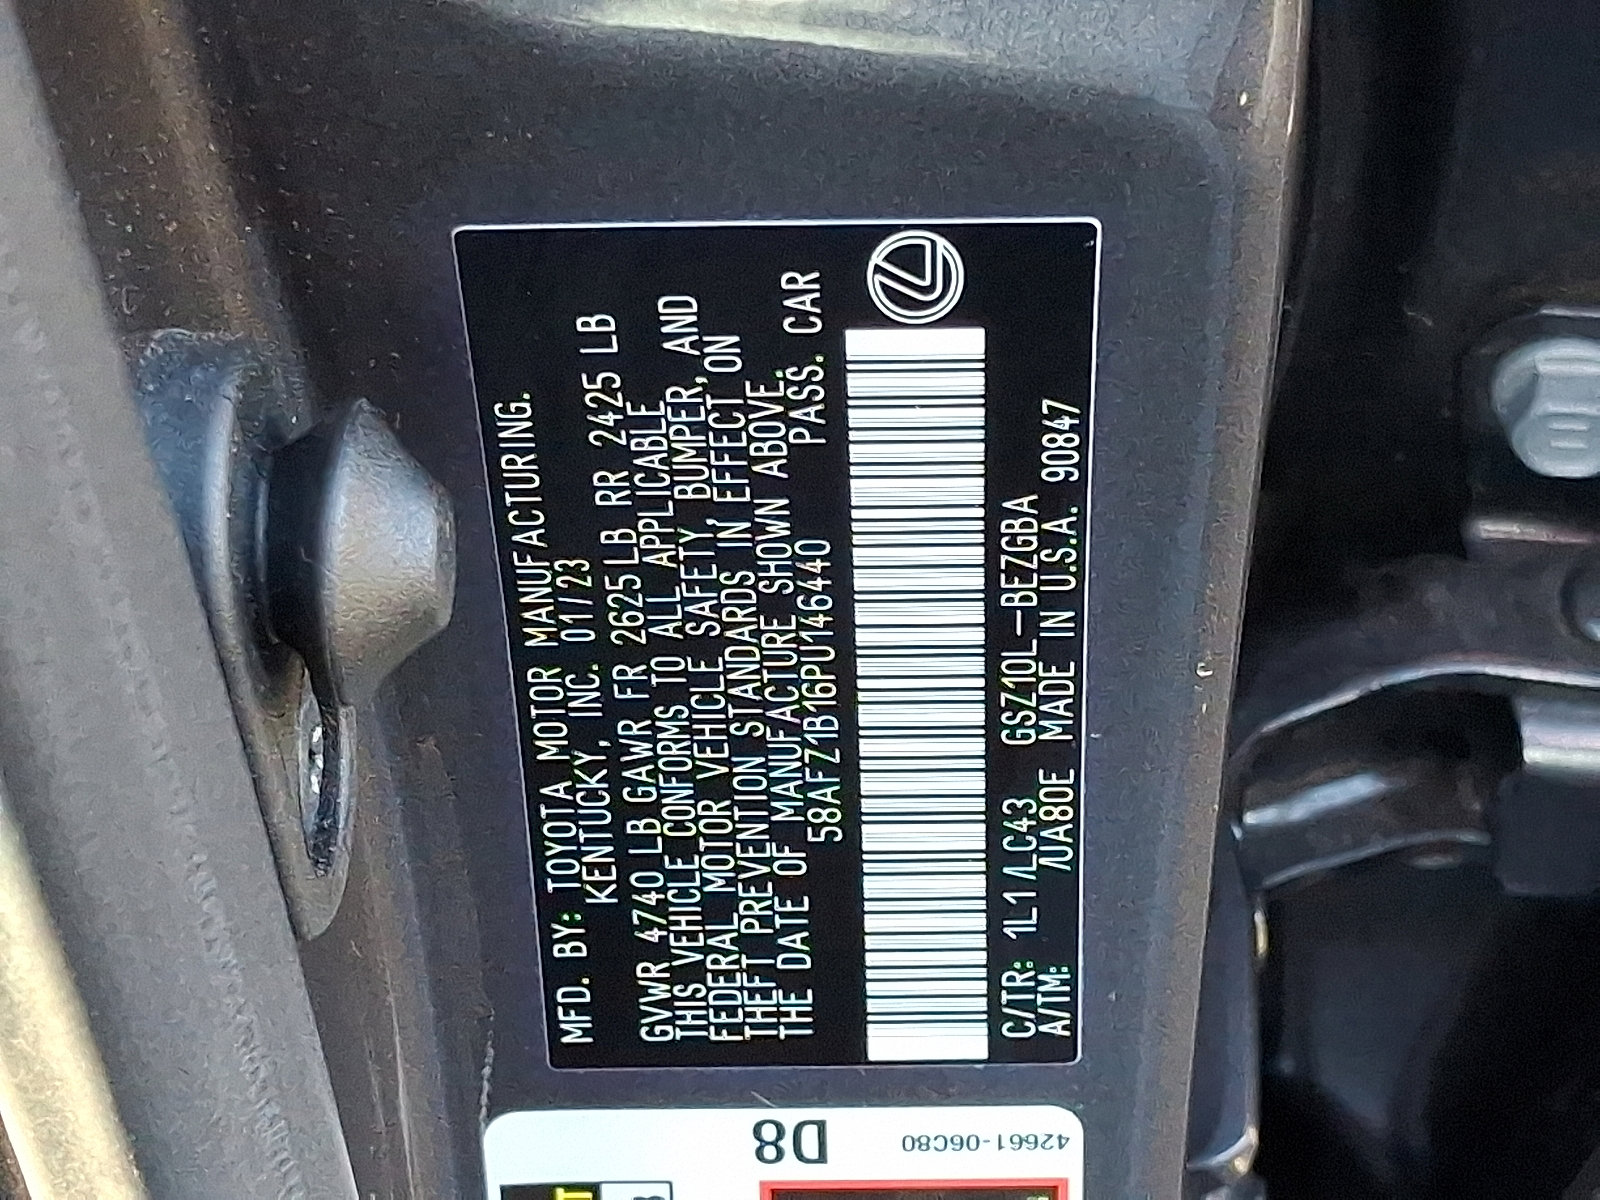 MFD. BY: TOYOTA MOTOR MANUFACTURING.
KENTUCKY, INC. 01/23
GVWR 4740 LB GAWR FR 2625 LB RR 2425 LB
THIS VEHICLE CONFORMS TO ALL APPLICABLE
FEDERAL MOTOR VEHICLE SAFETY, BUMPER, AND
THEFT PREVENTION STANDARDS IN EFFECT ON
THE DATE OF MANUFACTURE SHOWN ABOVE.
58AFZ1B16PU146440 PASS. CAR
C/TR: 1L1 /LC43 GSZ10L-BEZGBA
A/TM: /UA80E MADE IN U.S.A. 90847
D8
42661-06C80